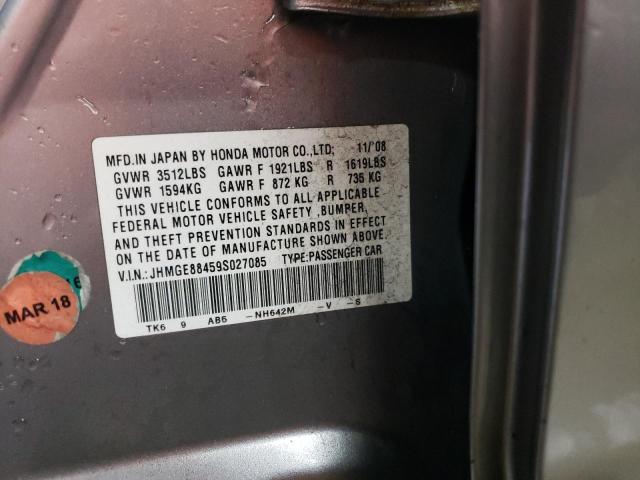 MFD.IN JAPAN BY HONDA MOTOR CO.,LTD; 11/'08
GVWR 3512LBS GAWR F 1921LBS R 1619LBS
GVWR 1594KG GAWR F 872 KG R 735 KG
THIS VEHICLE CONFORMS TO ALL APPLICABLE
FEDERAL MOTOR VEHICLE SAFETY ,BUMPER,
AND THEFT PREVENTION STANDARDS IN EFFECT
ON THE DATE OF MANUFACTURE SHOWN ABOVE.
V.I.N.:JHMGE88459S027085 TYPE:PASSENGER CAR
TK6 9 AB6 -NH642M -V -S
6
MAR 18